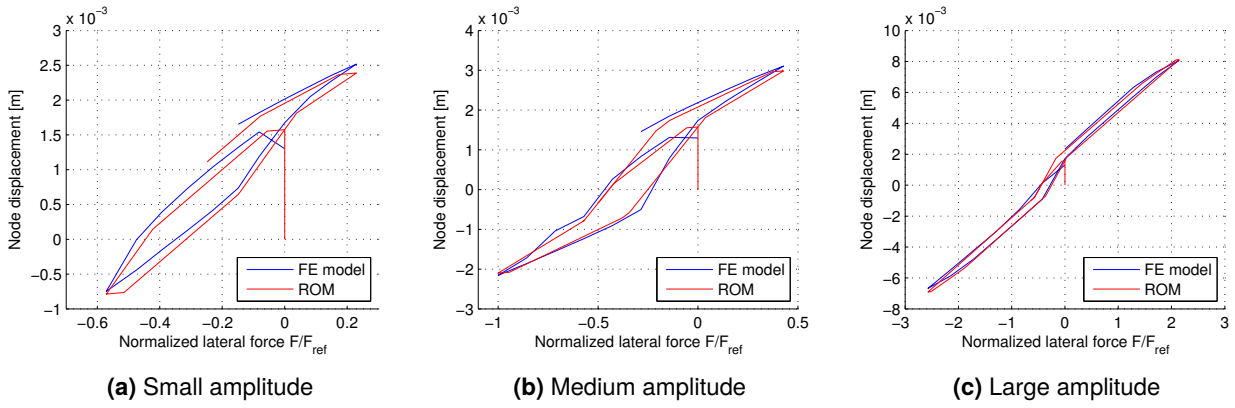 x 10⁻³
3
2.5
2
1.5
1
0.5
0
−0.5
−1
−0.6
−0.4
−0.2
0
0.2
Node displacement [m]
Normalized lateral force F/F_ref
FE model
ROM
(a) Small amplitude
x 10⁻³
4
3
2
1
0
−1
−2
−3
−1
−0.5
0
0.5
Node displacement [m]
Normalized lateral force F/F_ref
FE model
ROM
(b) Medium amplitude
x 10⁻³
10
8
6
4
2
0
−2
−4
−6
−8
−3
−2
−1
0
1
2
3
Node displacement [m]
Normalized lateral force F/F_ref
FE model
ROM
(c) Large amplitude